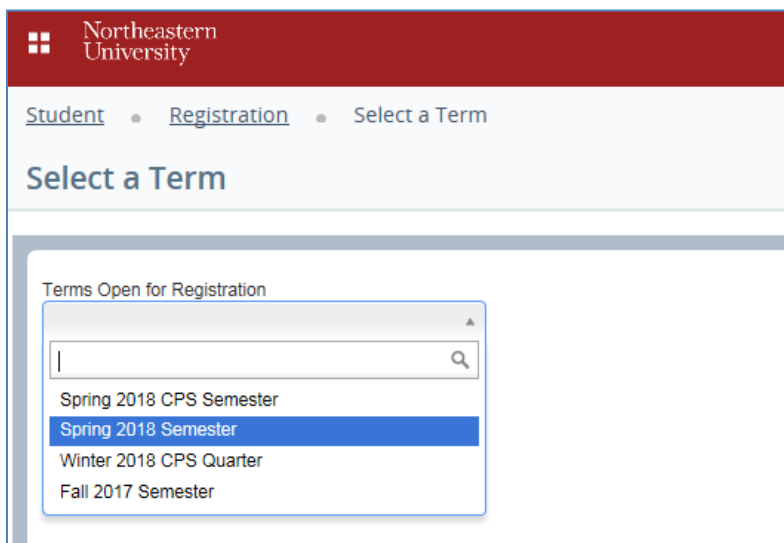 Northeastern
University
Student • Registration • Select a Term
Select a Term
Terms Open for Registration
Spring 2018 CPS Semester
Spring 2018 Semester
Winter 2018 CPS Quarter
Fall 2017 Semester